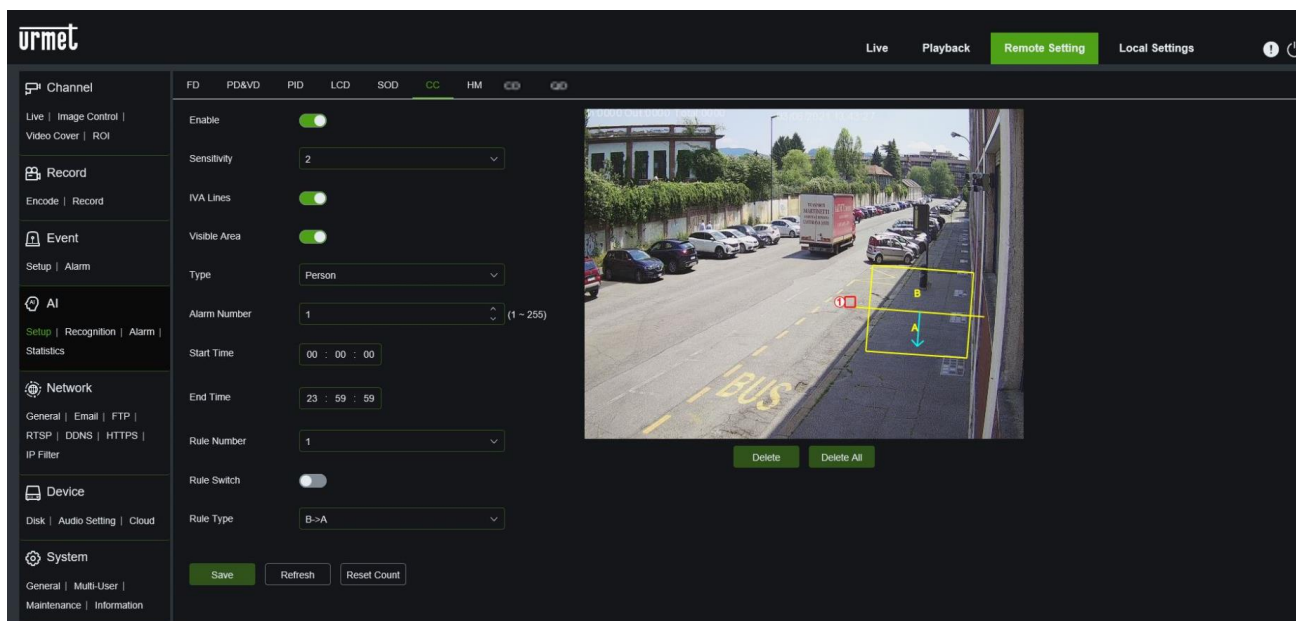 urmet
Live Playback Remote Setting Local Settings
Channel
Live | Image Control |
Video Cover | ROI
Record
Encode | Record
Event
Setup | Alarm
AI
Setup | Recognition | Alarm |
Statistics
Network
General | Email | FTP |
RTSP | DDNS | HTTPS |
IP Filter
Device
Disk | Audio Setting | Cloud
System
General | Multi-User |
Maintenance | Information
FD PD&VD PID LCD SOD CC HM
Enable
Sensitivity 2
IVA Lines
Visible Area
Type Person
Alarm Number 1 (1 ~ 255)
Start Time 00 : 00 : 00
End Time 23 : 59 : 59
Rule Number 1
Rule Switch
Rule Type B->A
Save Refresh Reset Count
B
1
A
BUS
Delete Delete All